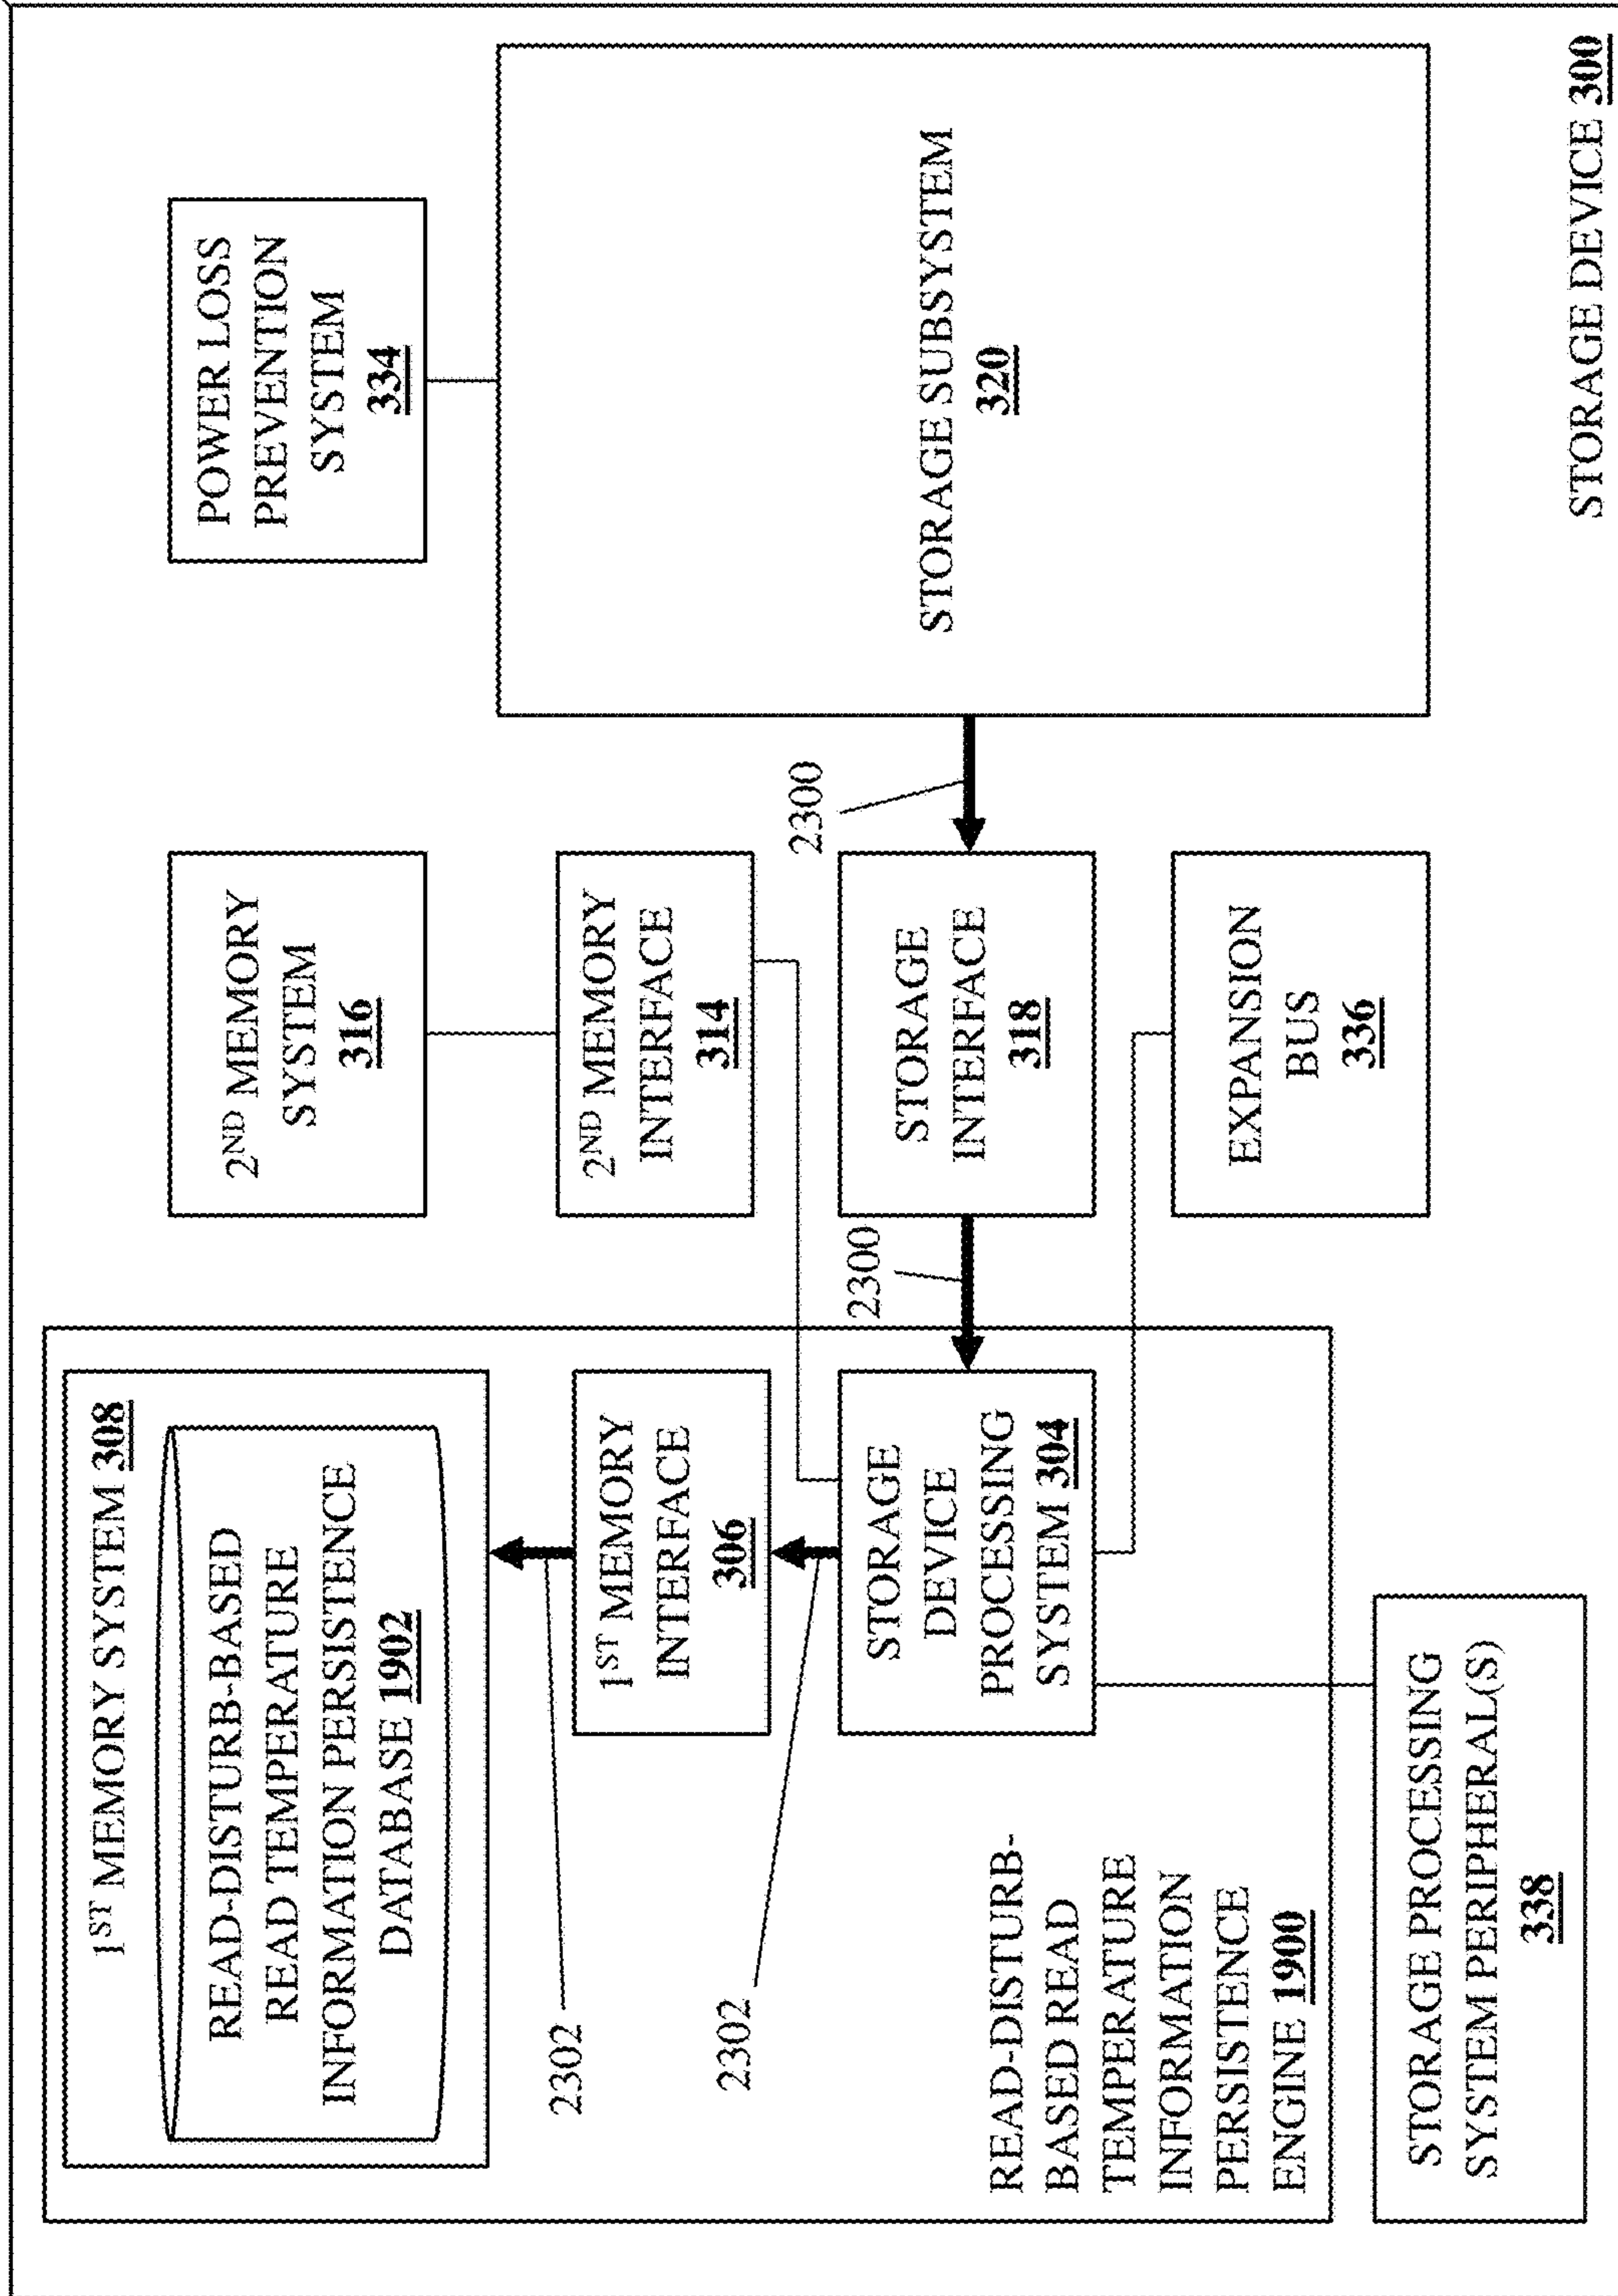 1ST MEMORY SYSTEM 308
READ-DISTURB-BASED
READ TEMPERATURE
INFORMATION PERSISTENCE
DATABASE 1902
2ND MEMORY
SYSTEM
316
POWER LOSS
PREVENTION
SYSTEM
334
2302
1ST MEMORY
INTERFACE
306
2ND MEMORY
INTERFACE
314
2302
2300
2300
STORAGE
DEVICE
PROCESSING
SYSTEM 304
STORAGE
INTERFACE
318
STORAGE SUBSYSTEM
320
READ-DISTURB-
BASED READ
TEMPERATURE
INFORMATION
PERSISTENCE
ENGINE 1900
EXPANSION
BUS
336
STORAGE PROCESSING
SYSTEM PERIPHERAL(S)
338
STORAGE DEVICE 300